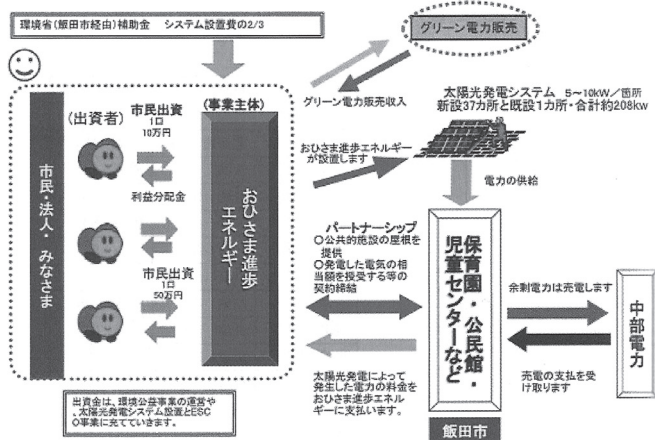 環境省(飯田市経由)補助金　システム設置費の2/3
グリーン電力販売
グリーン電力販売収入
太陽光発電システム　5～10kW／箇所
新設37カ所と既設1カ所・合計約208kw
市民・法人・みなさま
(出資者)
市民出資
1口
10万円
利益分配金
市民出資
1口
50万円
(事業主体)
おひさま進歩
エネルギー
おひさま進歩エネルギー
が設置します
電力の供給
パートナーシップ
○公共的施設の屋根を
提供
○発電した電気の相
当額を授受する等の
契約締結
保育園・公民館・
児童センターなど
飯田市
余剰電力は売電します
中部電力
売電の支払を受
け取ります
太陽光発電によって
発生した電力の料金を
おひさま進歩エネル
ギーに支払います。
出資金は、環境公益事業の運営や
、太陽光発電システム設置とESC
O事業に充てていきます。